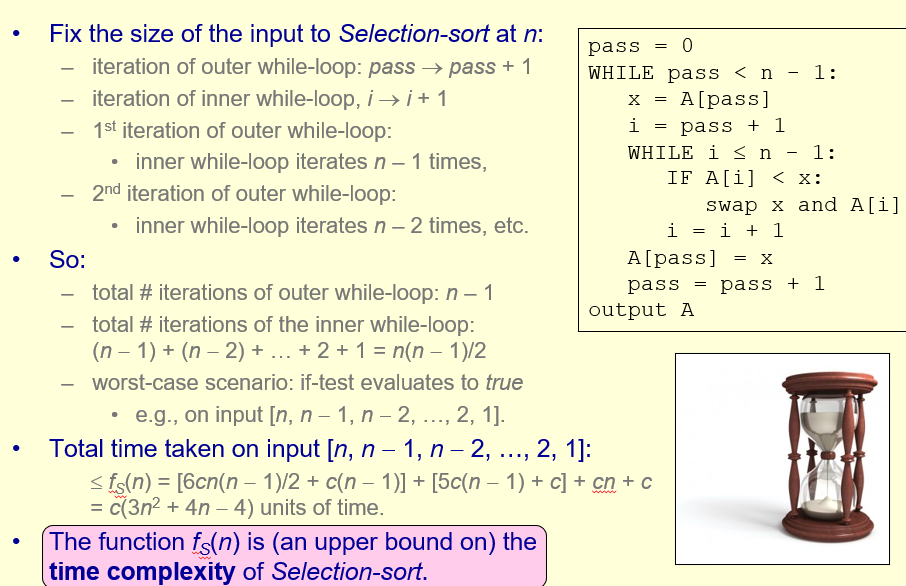 • Fix the size of the input to Selection-sort at n:
– iteration of outer while-loop: pass → pass + 1
– iteration of inner while-loop, i → i + 1
– 1st iteration of outer while-loop:
• inner while-loop iterates n – 1 times,
– 2nd iteration of outer while-loop:
• inner while-loop iterates n – 2 times, etc.
• So:
– total # iterations of outer while-loop: n – 1
– total # iterations of the inner while-loop:
(n – 1) + (n – 2) + … + 2 + 1 = n(n – 1)/2
– worst-case scenario: if-test evaluates to true
• e.g., on input [n, n – 1, n – 2, …, 2, 1].
• Total time taken on input [n, n – 1, n – 2, …, 2, 1]:
≤ fS(n) = [6cn(n – 1)/2 + c(n – 1)] + [5c(n – 1) + c] + cn + c
= c(3n² + 4n – 4) units of time.
• The function fS(n) is (an upper bound on) the
time complexity of Selection-sort.
pass = 0
WHILE pass < n - 1:
x = A[pass]
i = pass + 1
WHILE i ≤ n - 1:
IF A[i] < x:
swap x and A[i]
i = i + 1
A[pass] = x
pass = pass + 1
output A